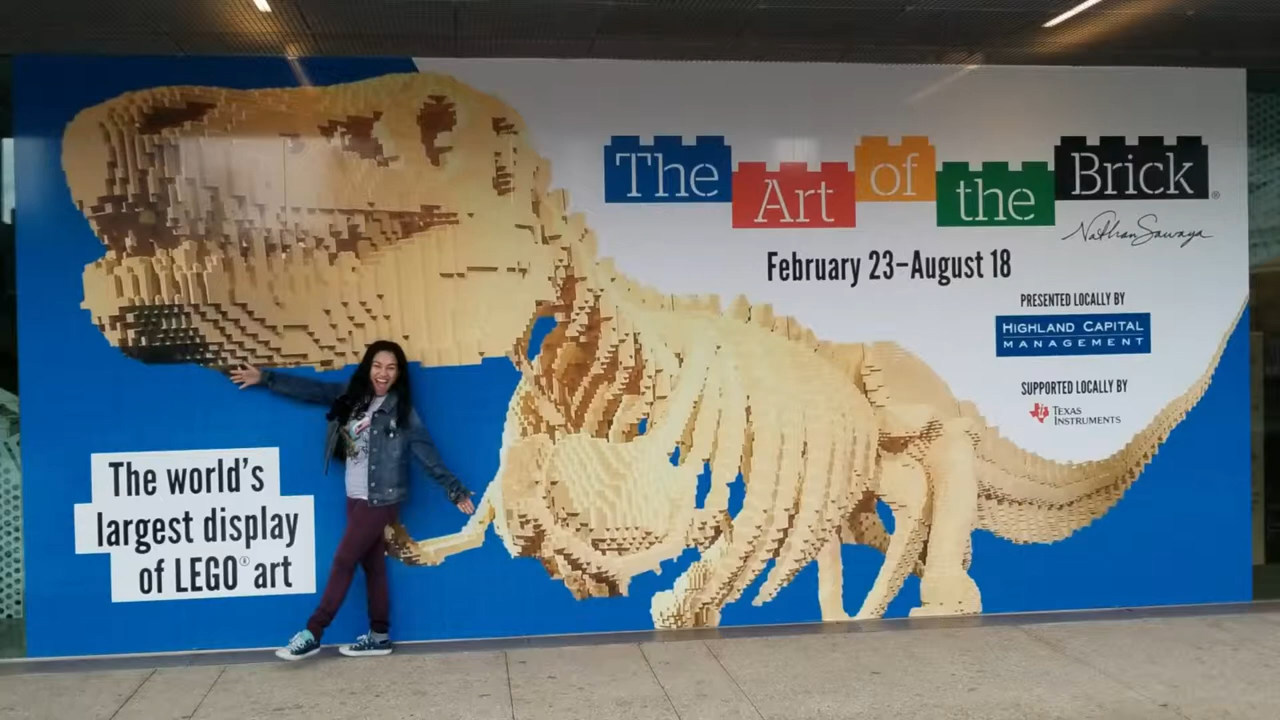 The Art of the Brick®
Nathan Sawaya
February 23–August 18
PRESENTED LOCALLY BY
HIGHLAND CAPITAL
MANAGEMENT
SUPPORTED LOCALLY BY
TEXAS
INSTRUMENTS
The world's
largest display
of LEGO® art